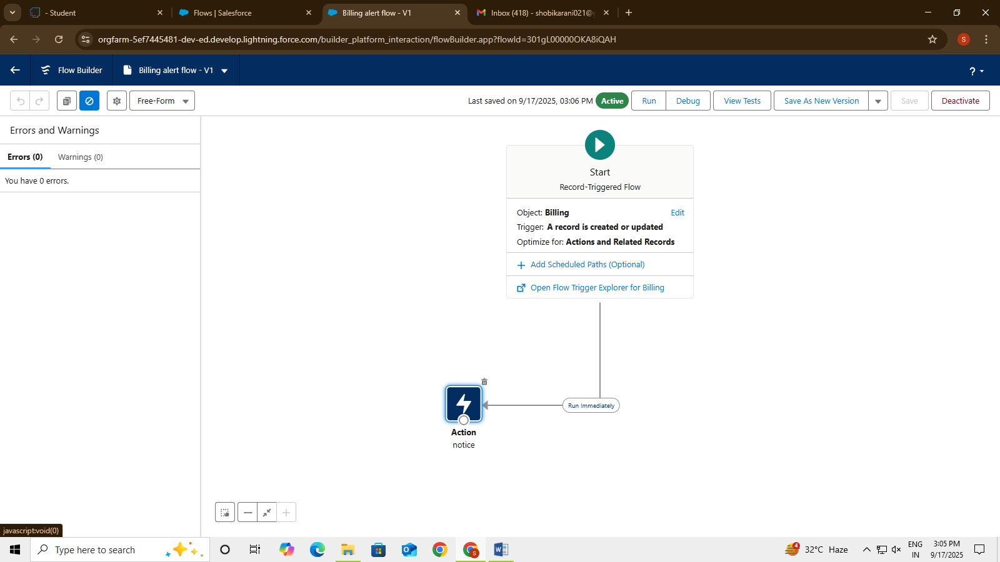 - Student
Flows | Salesforce
Billing alert flow - V1
Inbox (418) - shobikarani021@
orgfarm-5ef7445481-dev-ed.develop.lightning.force.com/builder_platform_interaction/flowBuilder.app?flowId=301gL00000OKA8iQAH
S
Flow Builder
Billing alert flow - V1
?
Free-Form
Last saved on 9/17/2025, 03:06 PM
Active
Run
Debug
View Tests
Save As New Version
Save
Deactivate
Errors and Warnings
Errors (0)
Warnings (0)
You have 0 errors.
Start
Record-Triggered Flow
Object: Billing
Edit
Trigger: A record is created or updated
Optimize for: Actions and Related Records
Add Scheduled Paths (Optional)
Open Flow Trigger Explorer for Billing
Run Immediately
Action
notice
javascript:void(0)
Type here to search
S
4
32°C Haze
ENG
IN
3:05 PM
9/17/2025